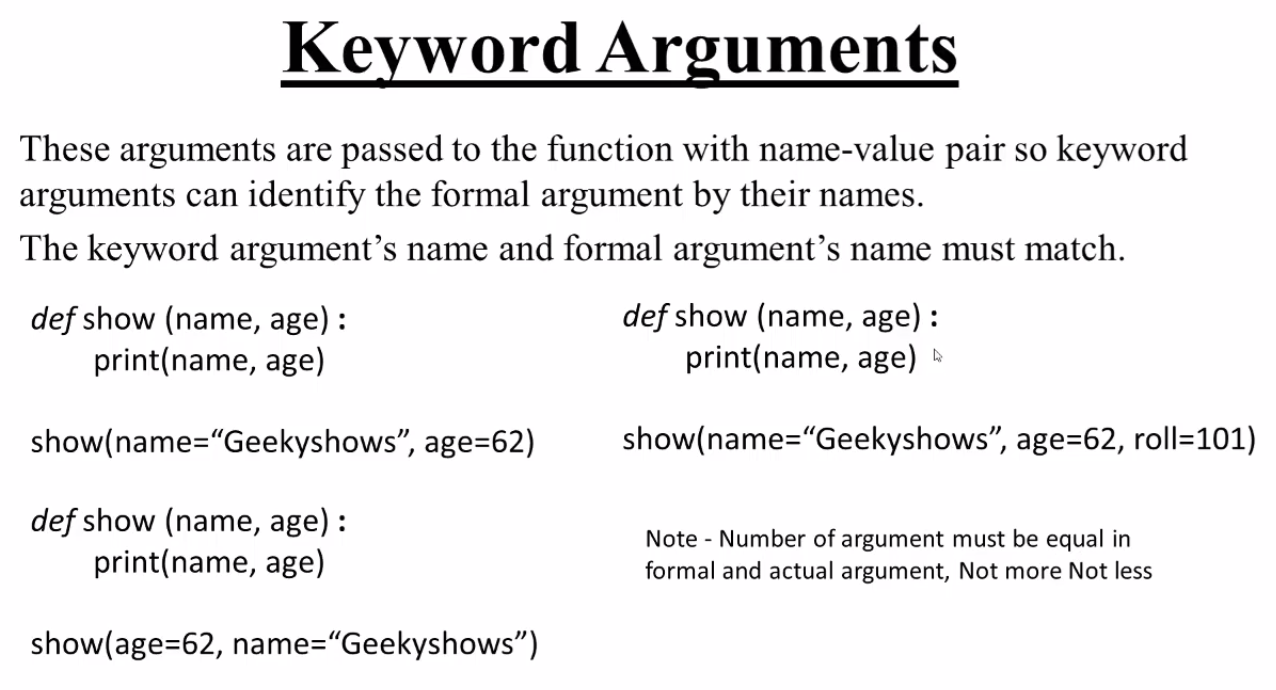 Keyword Arguments
These arguments are passed to the function with name-value pair so keyword
arguments can identify the formal argument by their names.
The keyword argument’s name and formal argument’s name must match.
def show (name, age) :
print(name, age)
show(name=“Geekyshows”, age=62)
def show (name, age) :
print(name, age)
show(age=62, name=“Geekyshows”)
def show (name, age) :
print(name, age)
show(name=“Geekyshows”, age=62, roll=101)
Note - Number of argument must be equal in
formal and actual argument, Not more Not less